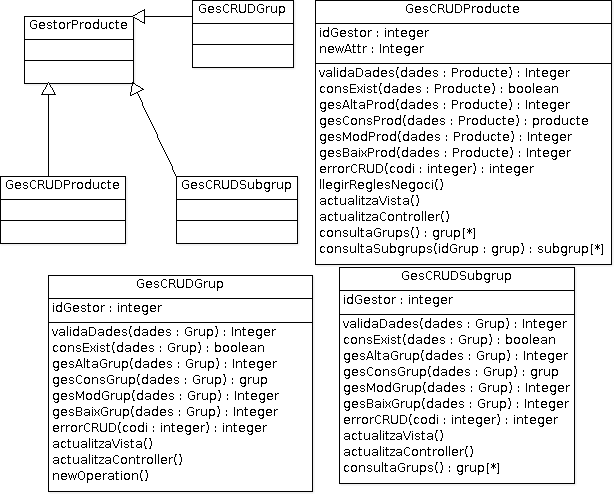 GestorProducte
GesCRUDGrup
GesCRUDProducte
GesCRUDSubgrup
GesCRUDProducte
idGestor : integer
newAttr : Integer
validaDades(dades : Producte) : Integer
consExist(dades : Producte) : boolean
gesAltaProd(dades : Producte) : Integer
gesConsProd(dades : Producte) : producte
gesModProd(dades : Producte) : Integer
gesBaixProd(dades : Producte) : Integer
errorCRUD(codi : integer) : integer
llegirReglesNegoci()
actualitzaVista()
actualitzaController()
consultaGrups() : grup[*]
consultaSubgrups(idGrup : grup) : subgrup[*]
GesCRUDGrup
idGestor : integer
validaDades(dades : Grup) : Integer
consExist(dades : Grup) : boolean
gesAltaGrup(dades : Grup) : Integer
gesConsGrup(dades : Grup) : grup
gesModGrup(dades : Grup) : Integer
gesBaixGrup(dades : Grup) : Integer
errorCRUD(codi : integer) : integer
actualitzaVista()
actualitzaController()
newOperation()
GesCRUDSubgrup
idGestor : integer
validaDades(dades : Grup) : Integer
consExist(dades : Grup) : boolean
gesAltaGrup(dades : Grup) : Integer
gesConsGrup(dades : Grup) : grup
gesModGrup(dades : Grup) : Integer
gesBaixGrup(dades : Grup) : Integer
errorCRUD(codi : integer) : integer
actualitzaVista()
actualitzaController()
consultaGrups() : grup[*]